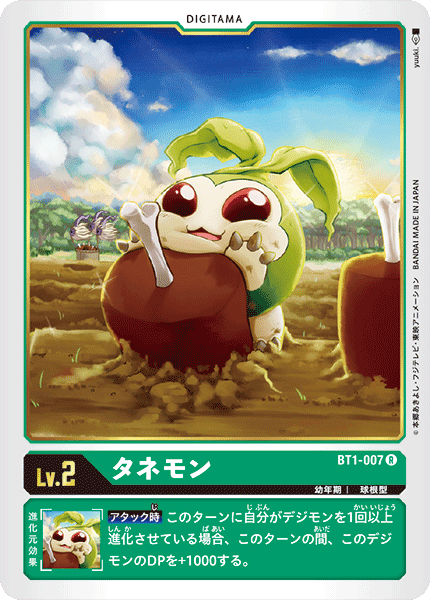 DIGITAMA
yuuki.
© 本郷あきよし・フジテレビ・東映アニメーション BANDAI MADE IN JAPAN
BT1-007 R
Lv.2 タネモン
幼年期 | 球根型
進化元効果
アタック時 このターンに自分がデジモンを1回以上
進化させている場合、このターンの間、このデジ
モンのDPを+1000する。